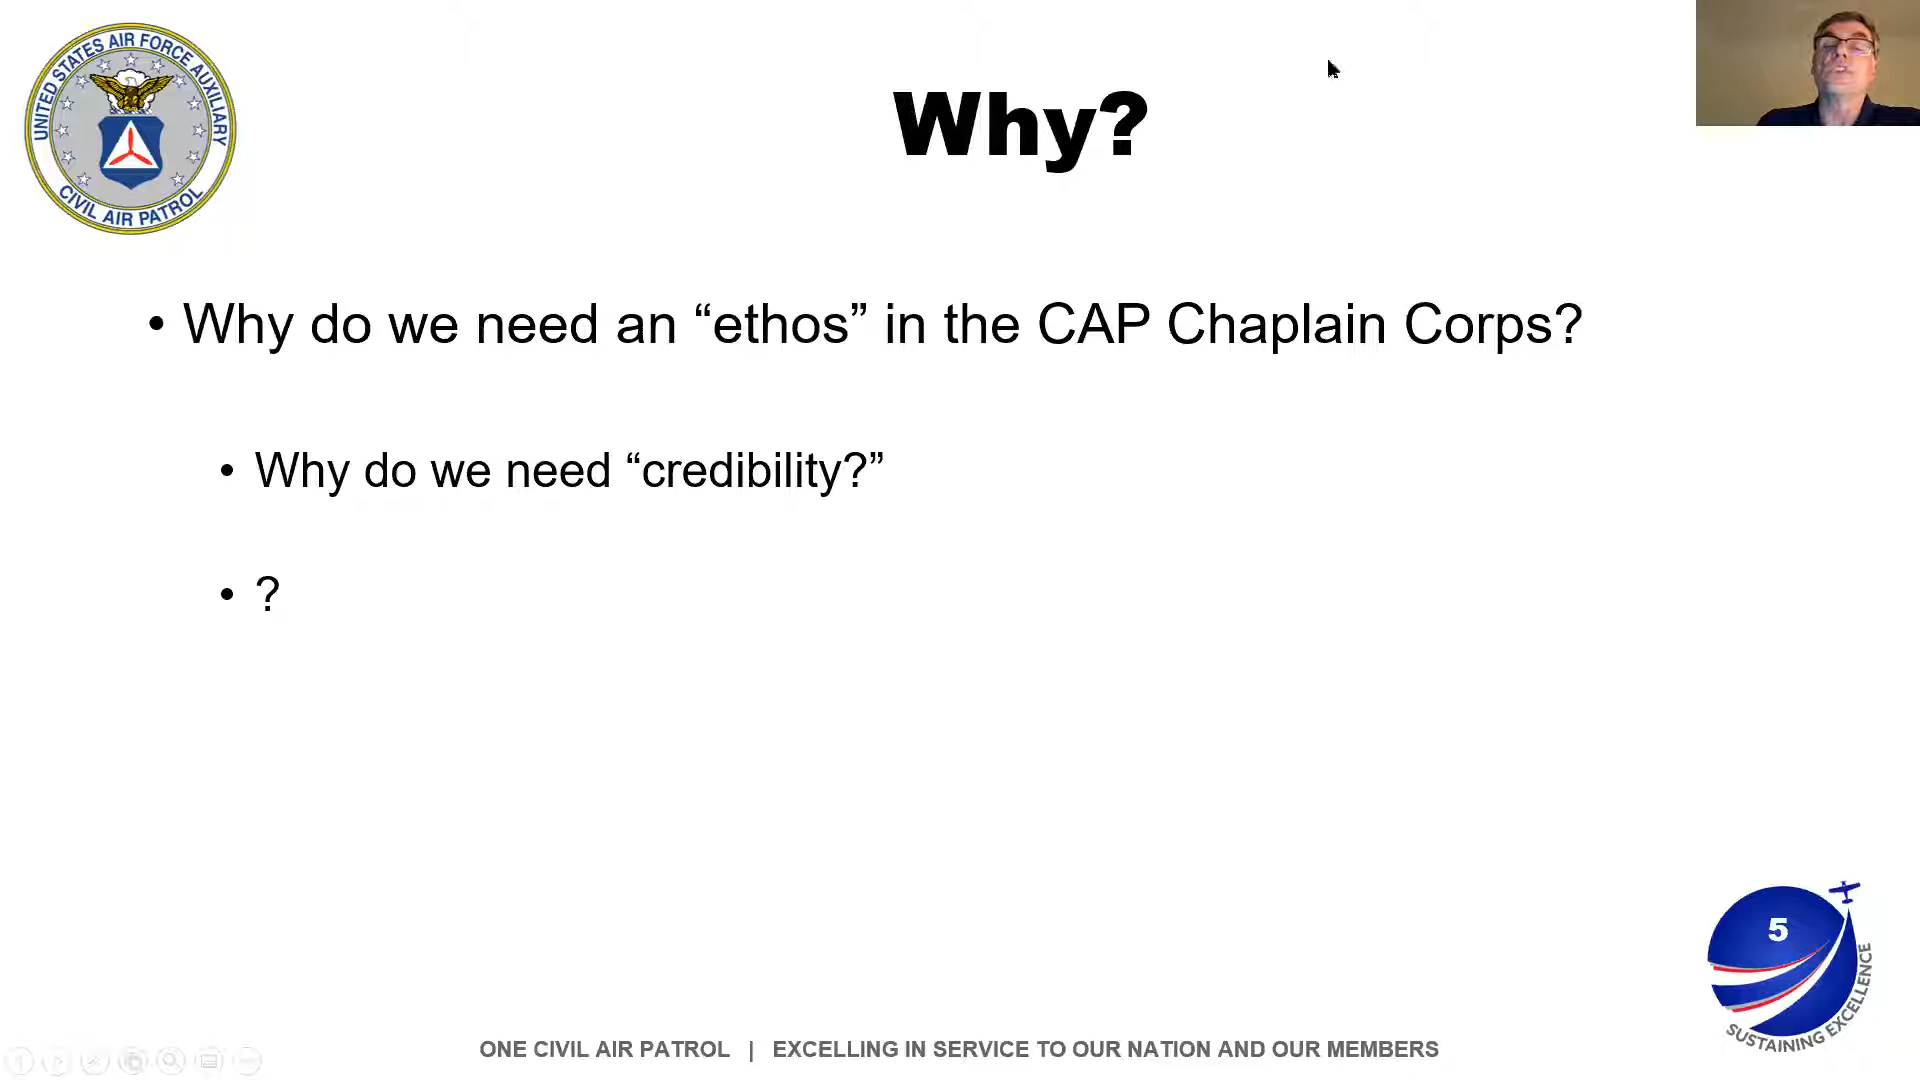 UNITED STATES AIR FORCE AUXILIARY
CIVIL AIR PATROL
Why?
• Why do we need an “ethos” in the CAP Chaplain Corps?
• Why do we need “credibility?”
• ?
5
SUSTAINING EXCELLENCE
ONE CIVIL AIR PATROL | EXCELLING IN SERVICE TO OUR NATION AND OUR MEMBERS